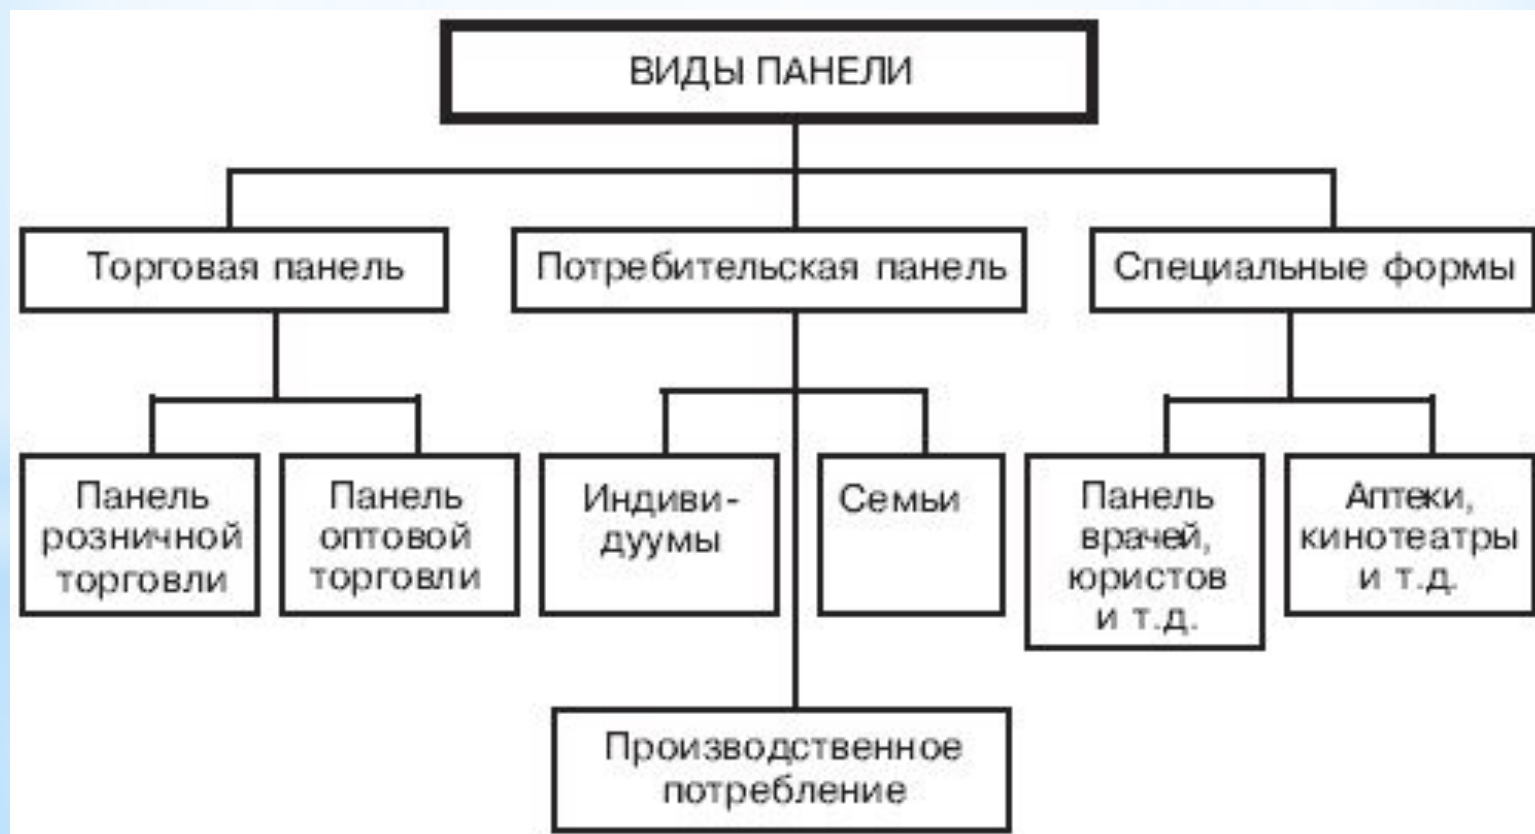 ВИДЫ ПАНЕЛИ
Торговая панель
Потребительская панель
Специальные формы
Панель
розничной
торговли
Панель
оптовой
торговли
Индиви-
дуумы
Семьи
Панель
врачей,
юристов
и т.д.
Аптеки,
кинотеатры
и т.д.
Производственное
потребление